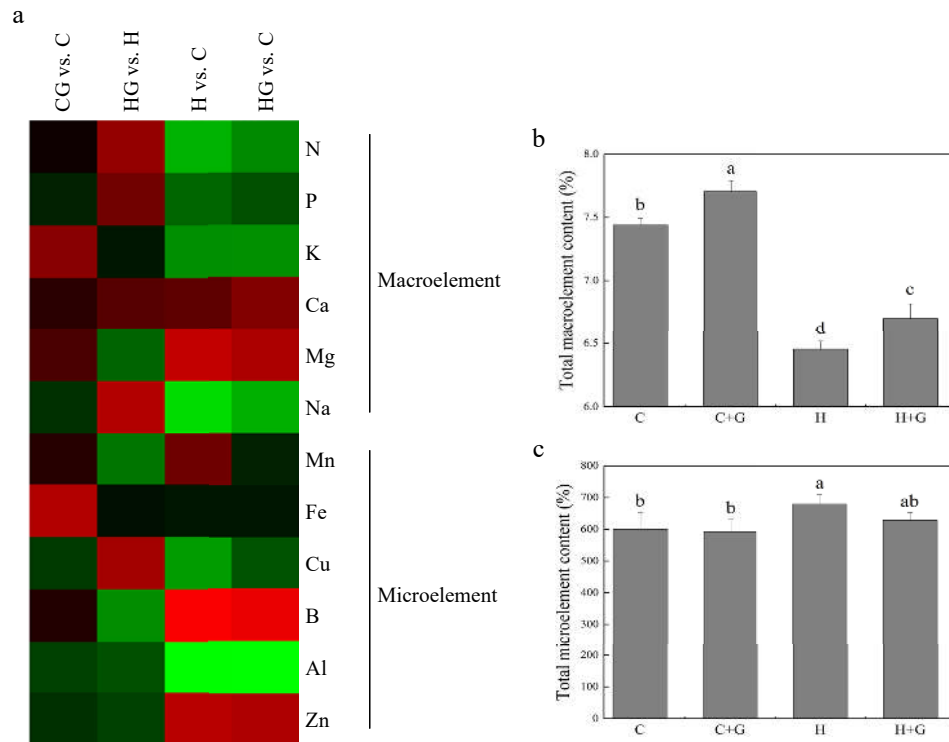 a
CG vs. C
HG vs. H
H vs. C
HG vs. C
N
P
K
Ca
Mg
Na
Mn
Fe
Cu
B
Al
Zn
Macroelement
Microelement
b
Total macroelement content (%)
8.0
7.5
7.0
6.5
6.0
b
a
d
c
C
C+G
H
H+G
c
Total microelement content (%)
800
700
600
500
400
300
200
100
0
b
b
a
ab
C
C+G
H
H+G